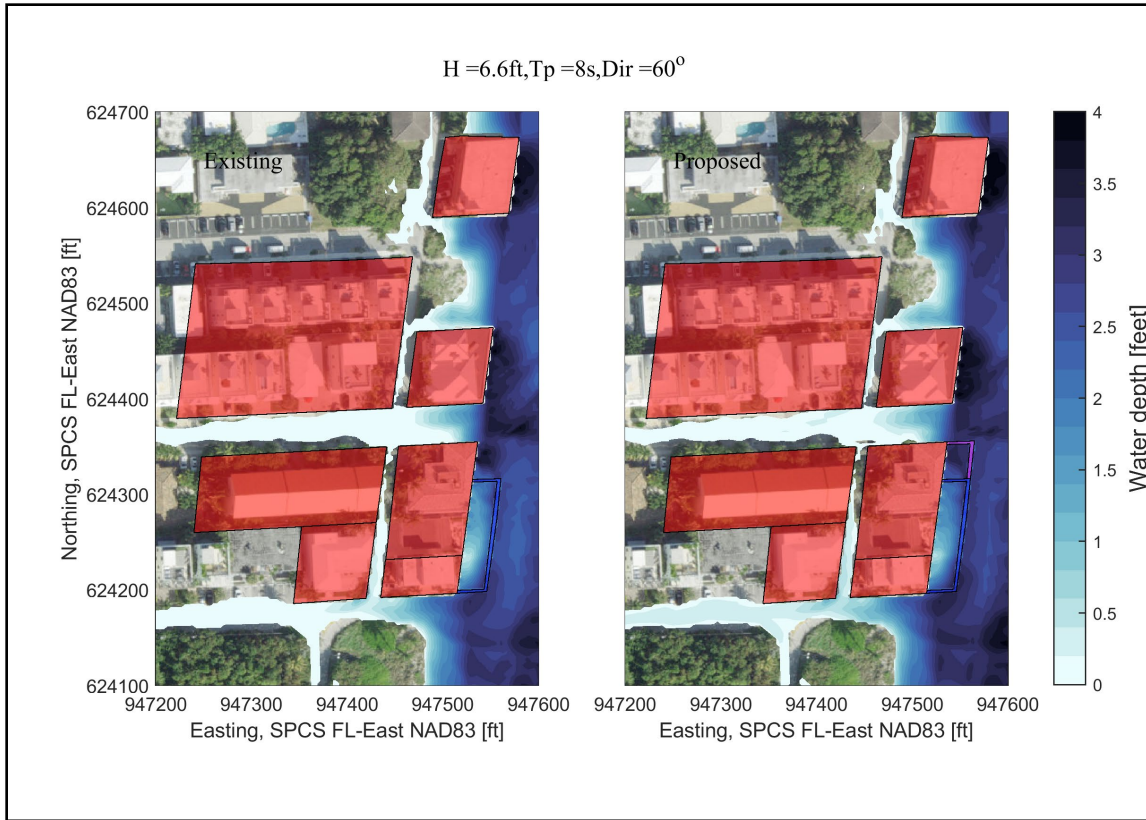 H =6.6ft,Tp =8s,Dir =60o
Existing
Proposed
624700
624600
624500
624400
624300
624200
624100
Northing, SPCS FL-East NAD83 [ft]
947200 947300 947400 947500 947600
Easting, SPCS FL-East NAD83 [ft]
947200 947300 947400 947500 947600
Easting, SPCS FL-East NAD83 [ft]
4
3.5
3
2.5
2
1.5
1
0.5
0
Water depth [feet]